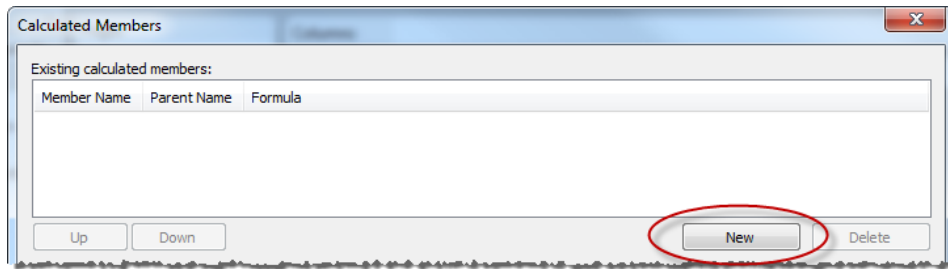 Calculated Members
Existing calculated members:
Member Name Parent Name Formula
Up Down New Delete